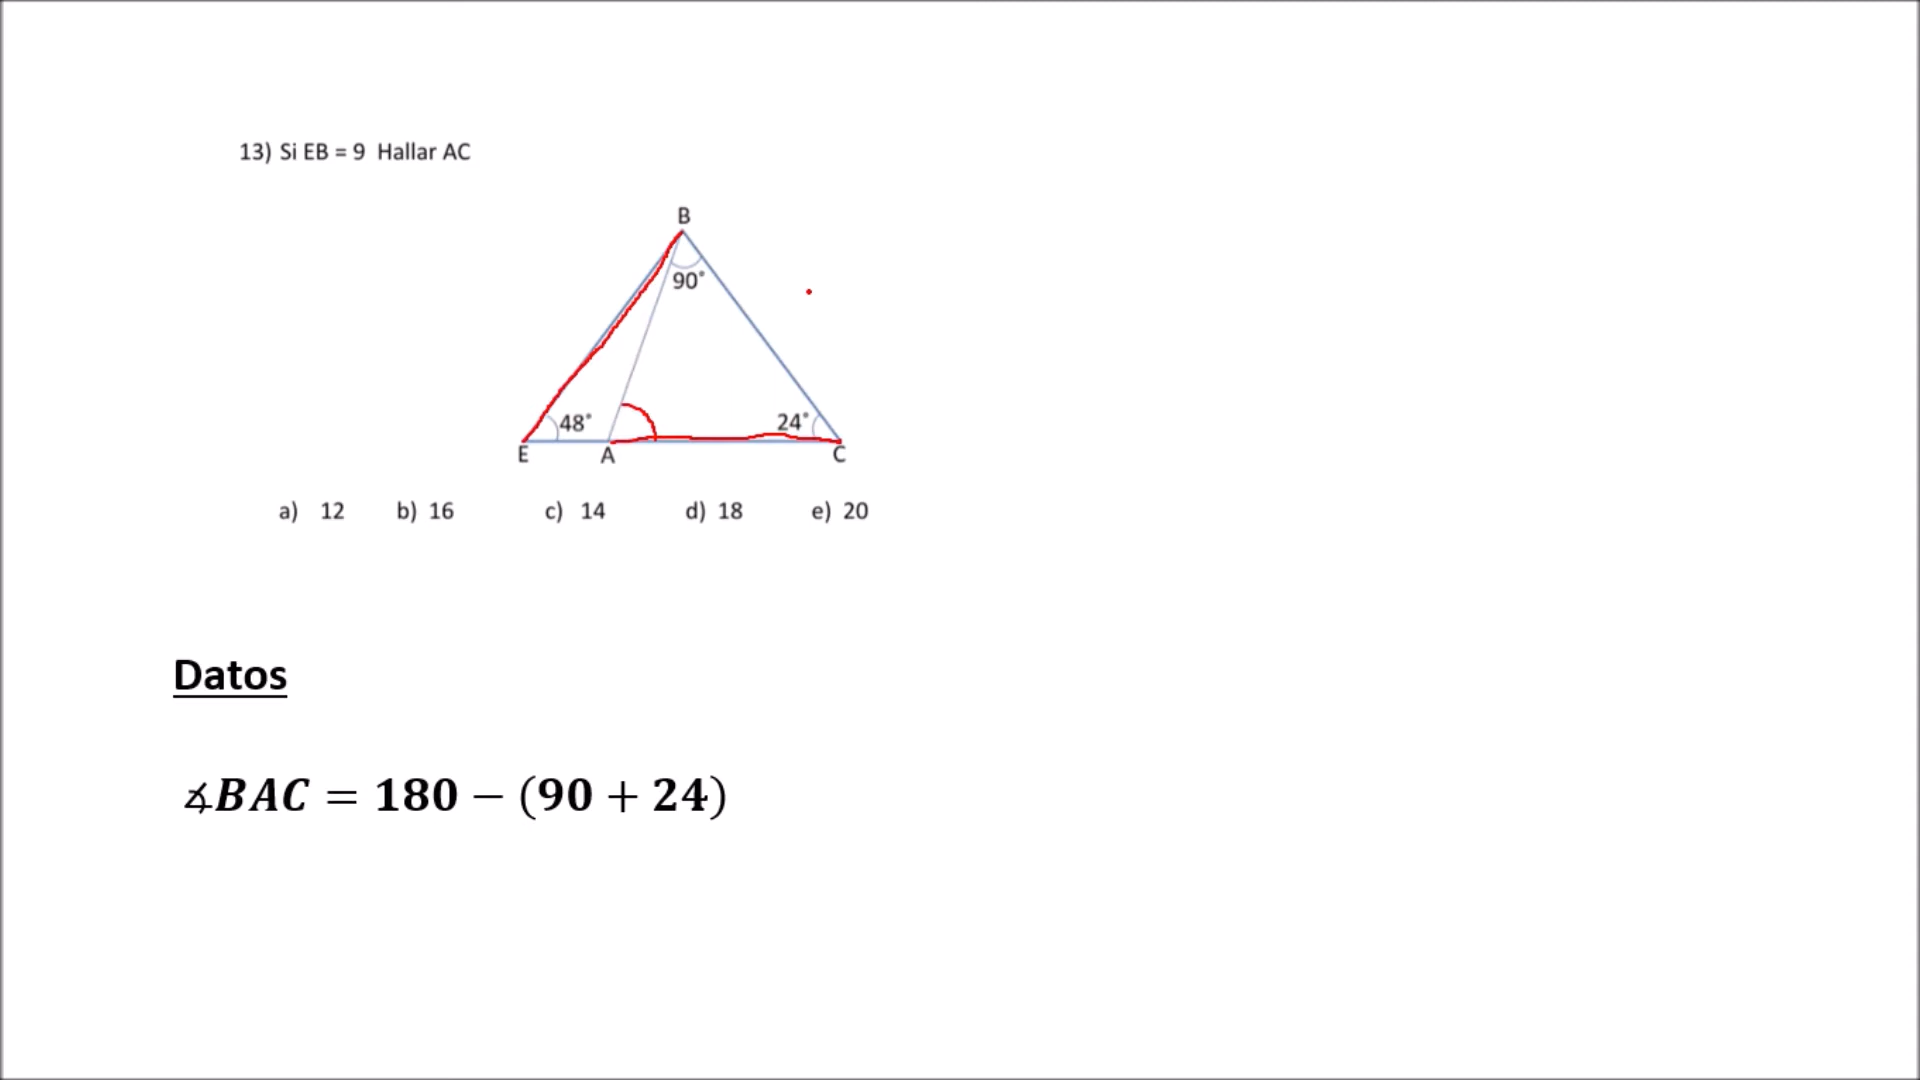 13) Si EB = 9 Hallar AC
B
90°
48°
24°
E
A
C
a) 12 b) 16 c) 14 d) 18 e) 20
Datos
∡BAC = 180 − (90 + 24)